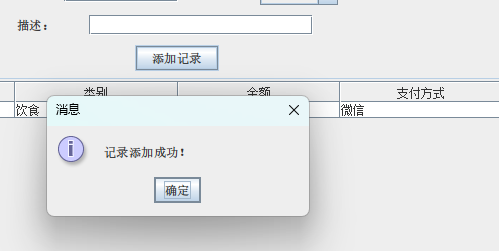 描述：
添加记录
类别 金额 支付方式
饮食 微信
消息
记录添加成功！
确定